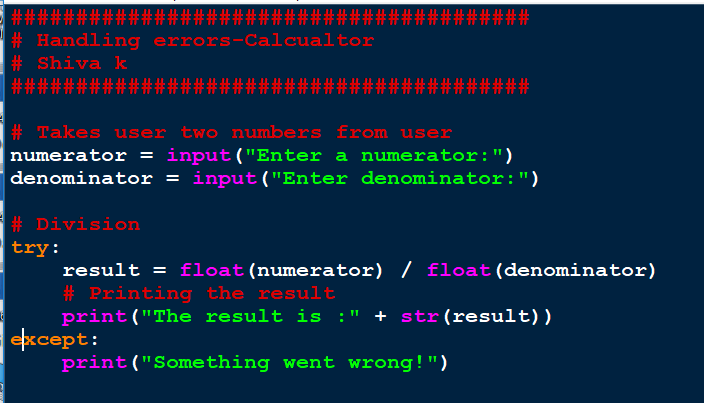 ########################################
# Handling errors-Calcualtor
# Shiva k
########################################
# Takes user two numbers from user
numerator = input("Enter a numerator:")
denominator = input("Enter denominator:")
# Division
try:
    result = float(numerator) / float(denominator)
    # Printing the result
    print("The result is :" + str(result))
except:
    print("Something went wrong!")